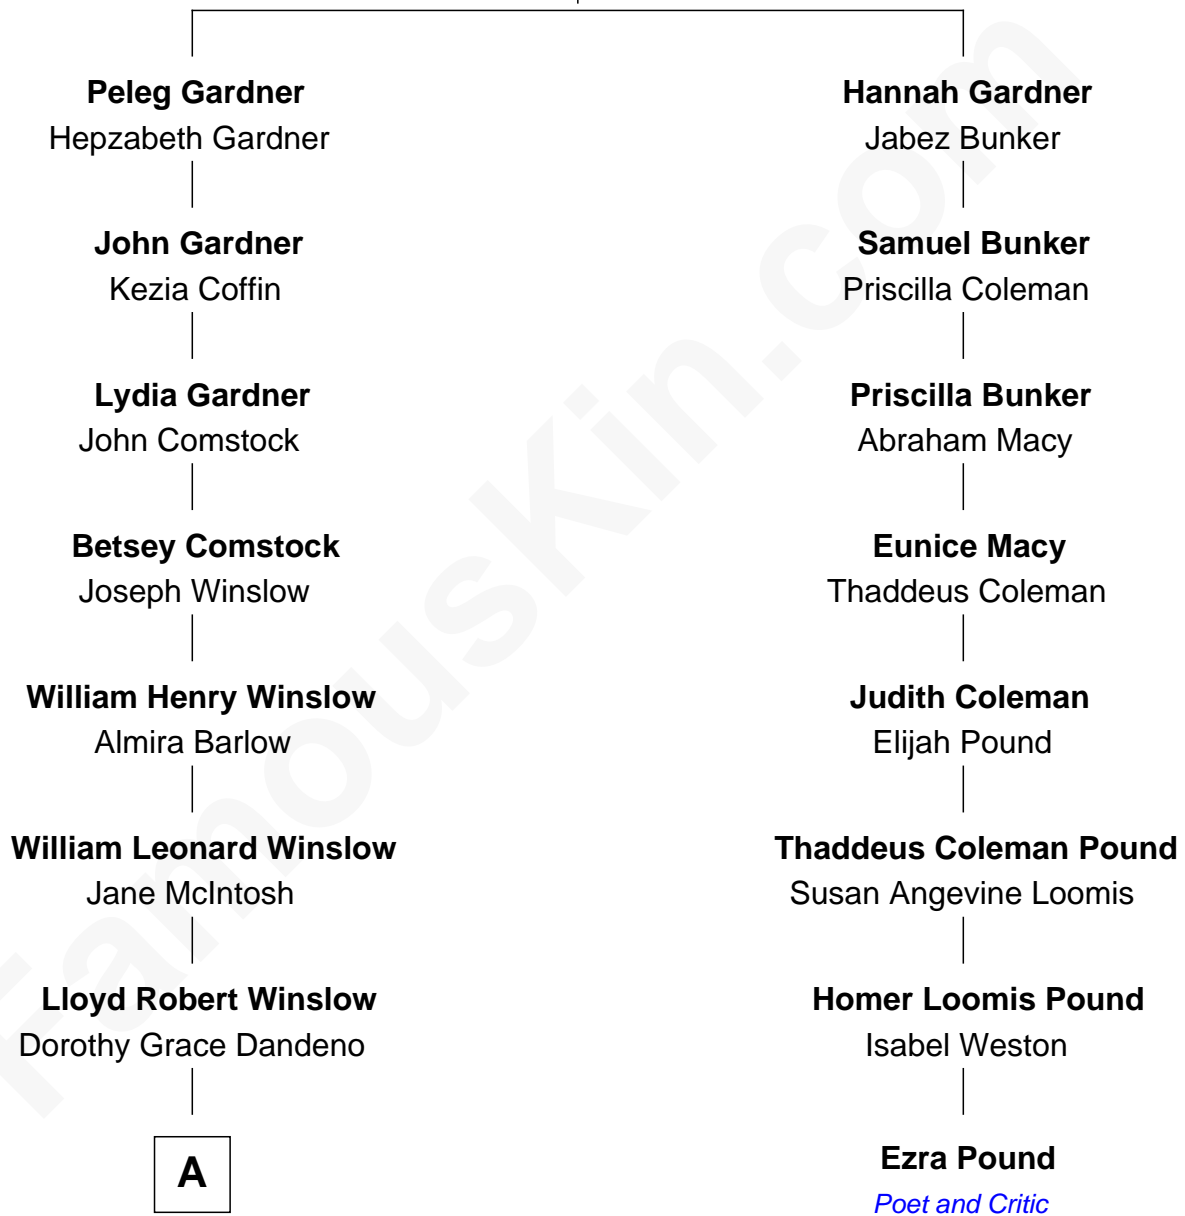 Peleg Gardner
Hepzabeth Gardner
John Gardner
Kezia Coffin
Lydia Gardner
John Comstock
Betsey Comstock
Joseph Winslow
William Henry Winslow
Almira Barlow
William Leonard Winslow
Jane McIntosh
Lloyd Robert Winslow
Dorothy Grace Dandeno
A
Hannah Gardner
Jabez Bunker
Samuel Bunker
Priscilla Coleman
Priscilla Bunker
Abraham Macy
Eunice Macy
Thaddeus Coleman
Judith Coleman
Elijah Pound
Thaddeus Coleman Pound
Susan Angevine Loomis
Homer Loomis Pound
Isabel Weston
Ezra Pound
Poet and Critic
FamousKin.com